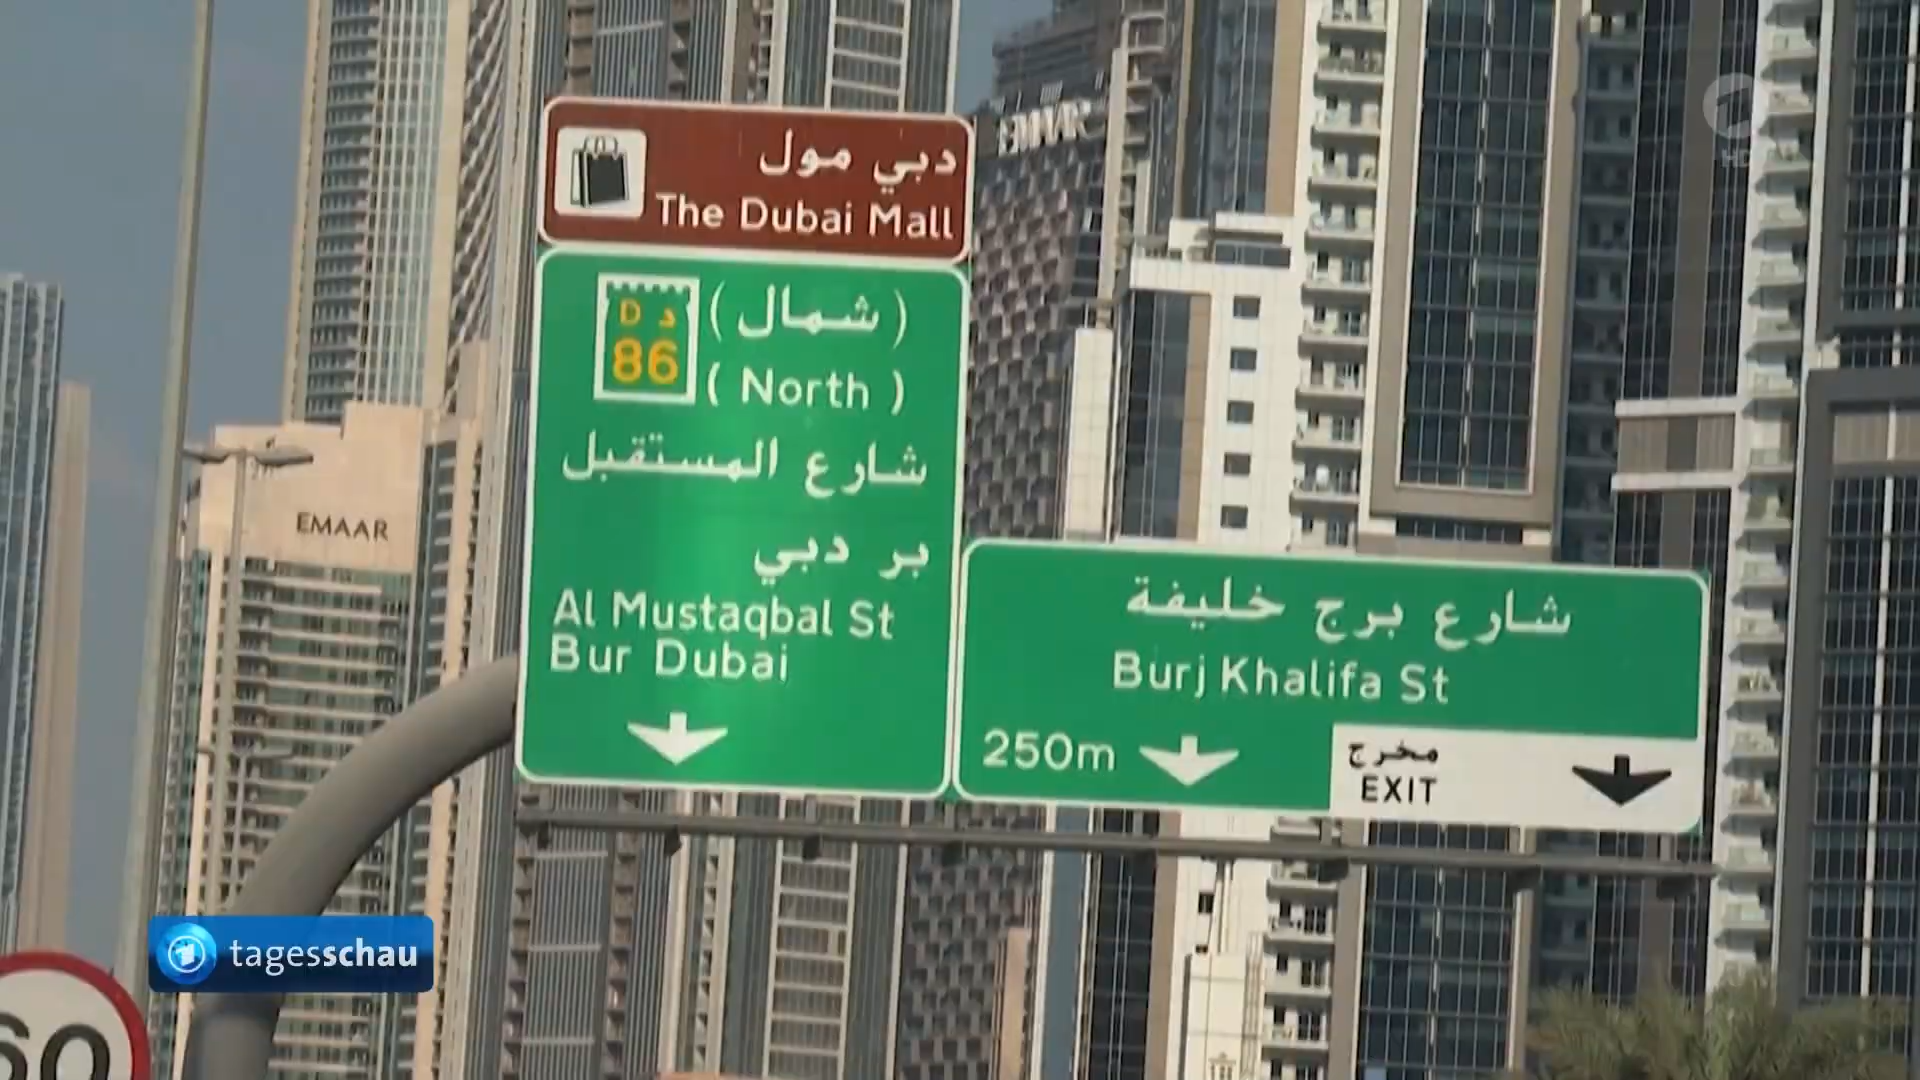 دبي مول
The Dubai Mall
EMAAR
HD
D د
86
(شمال)
(North)
شارع المستقبل
بر دبي
Al Mustaqbal St
Bur Dubai
EMAAR
شارع برج خليفة
Burj Khalifa St
250m
مخرج
EXIT
tagesschau
60